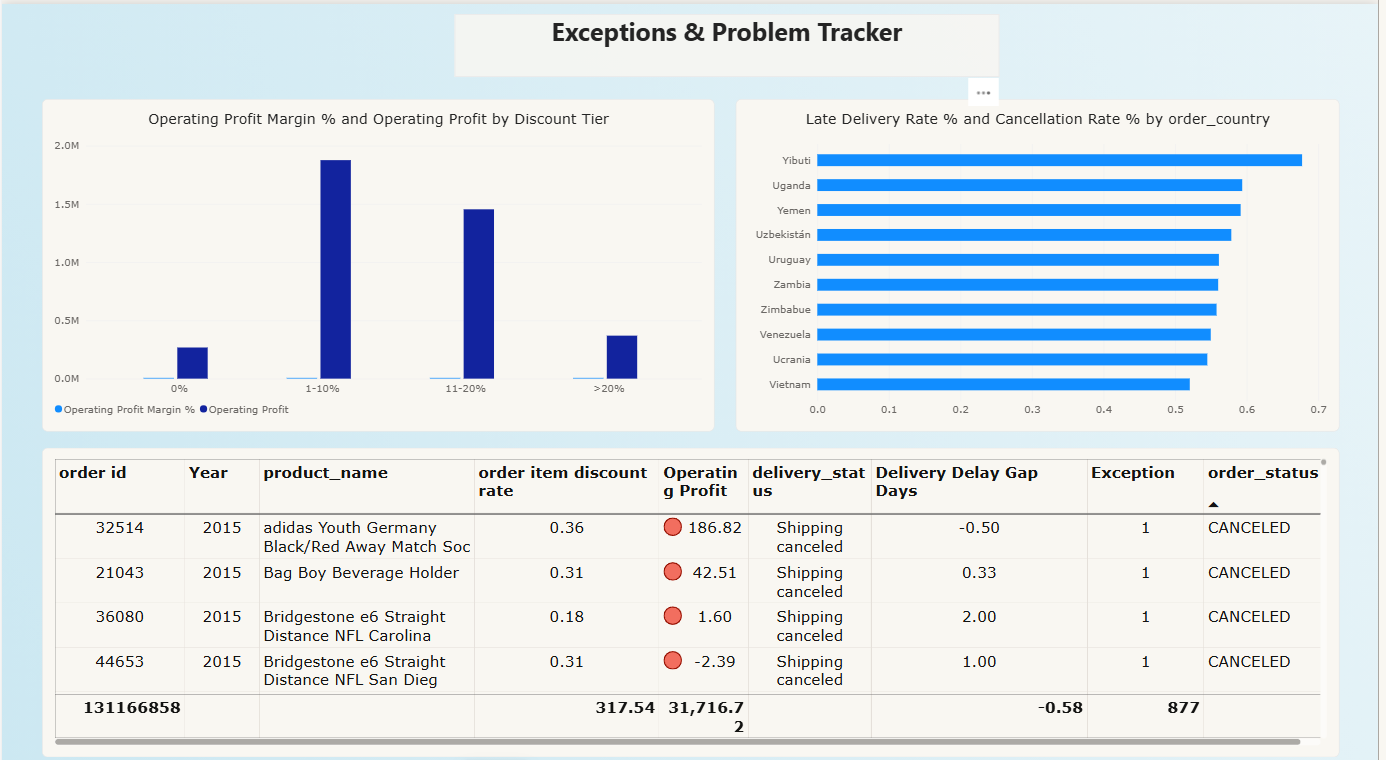 Exceptions & Problem Tracker
Operating Profit Margin % and Operating Profit by Discount Tier
2.0M
1.5M
1.0M
0.5M
0.0M
0% 1-10% 11-20% >20%
Operating Profit Margin % Operating Profit
Late Delivery Rate % and Cancellation Rate % by order_country
Yibuti
Uganda
Yemen
Uzbekistán
Uruguay
Zambia
Zimbabue
Venezuela
Ucrania
Vietnam
0.0 0.1 0.2 0.3 0.4 0.5 0.6 0.7
order id Year product_name order item discount Operatin delivery_stat Delivery Delay Gap Exception order_status
rate g Profit us Days
32514 2015 adidas Youth Germany 0.36 186.82 Shipping -0.50 1 CANCELED
Black/Red Away Match Soc canceled
21043 2015 Bag Boy Beverage Holder 0.31 42.51 Shipping 0.33 1 CANCELED
canceled
36080 2015 Bridgestone e6 Straight 0.18 1.60 Shipping 2.00 1 CANCELED
Distance NFL Carolina canceled
44653 2015 Bridgestone e6 Straight 0.31 -2.39 Shipping 1.00 1 CANCELED
Distance NFL San Dieg canceled
131166858 317.54 31,716.7 -0.58 877
2